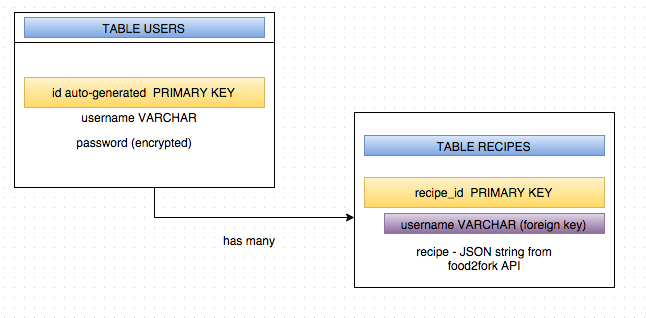 TABLE USERS
id auto-generated PRIMARY KEY
username VARCHAR
password (encrypted)
has many
TABLE RECIPES
recipe_id PRIMARY KEY
username VARCHAR (foreign key)
recipe - JSON string from
food2fork API